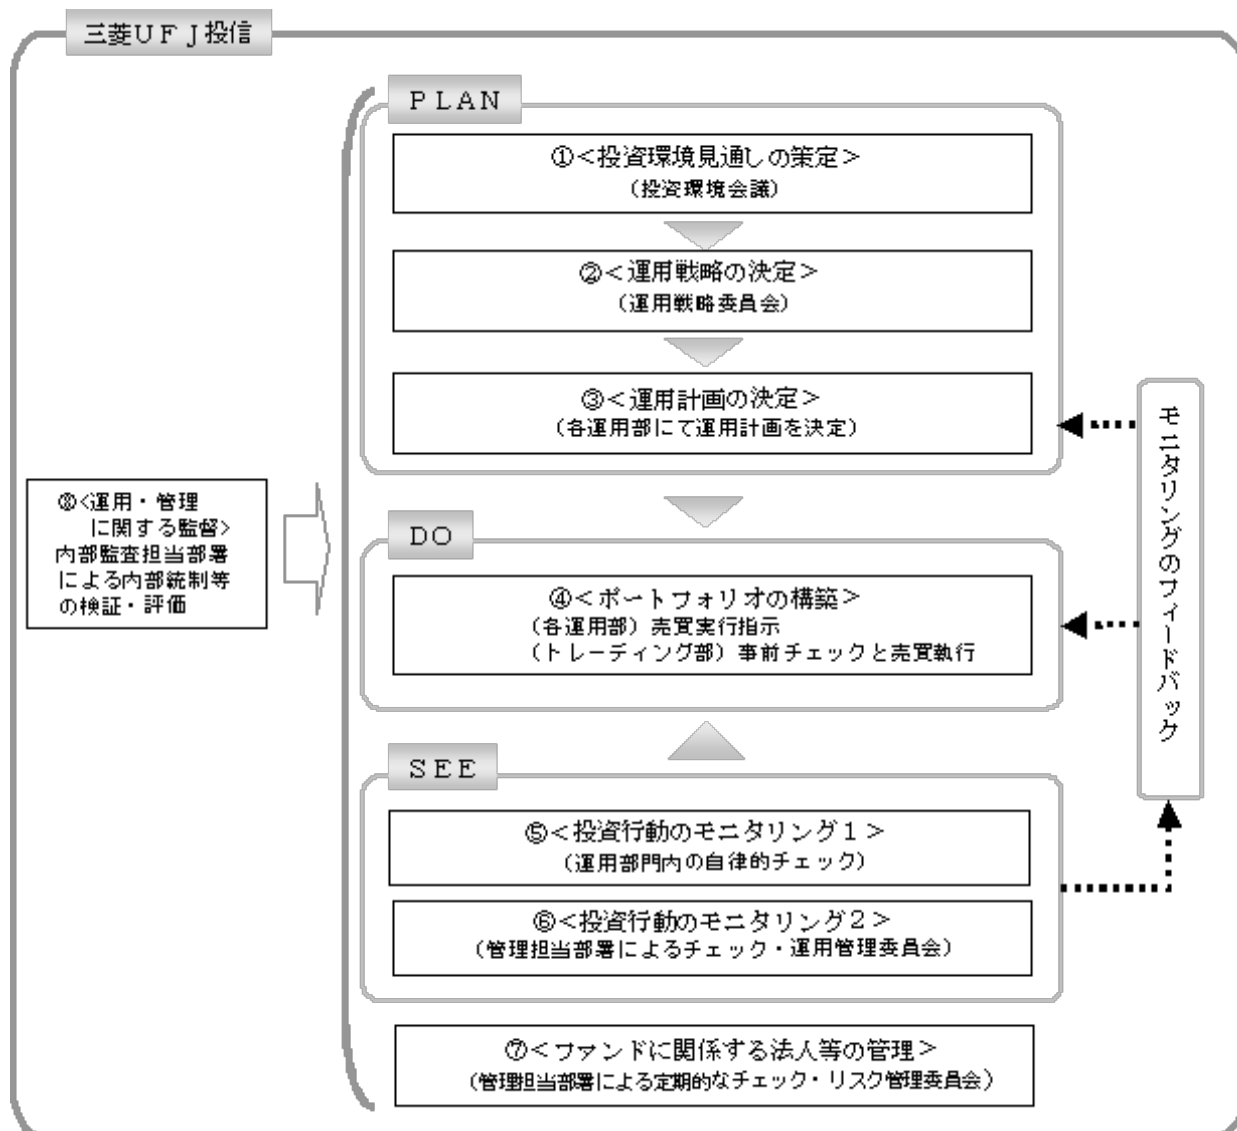 三菱ＵＦＪ投信
ＰＬＡＮ
①＜投資環境見通しの策定＞
（投資環境会議）
②＜運用戦略の決定＞
（運用戦略委員会）
③＜運用計画の決定＞
（各運用部にて運用計画を決定）
⑧＜運用・管理
に関する監督＞
内部監査担当部署
による内部統制等
の検証・評価
ＤＯ
④＜ポートフォリオの構築＞
（各運用部）売買実行指示
（トレーディング部）事前チェックと売買執行
モニタリングのフィードバック
ＳＥＥ
⑤＜投資行動のモニタリング１＞
（運用部門内の自律的チェック）
⑥＜投資行動のモニタリング２＞
（管理担当部署によるチェック・運用管理委員会）
⑦＜ファンドに関係する法人等の管理＞
（管理担当部署による定期的なチェック・リスク管理委員会）